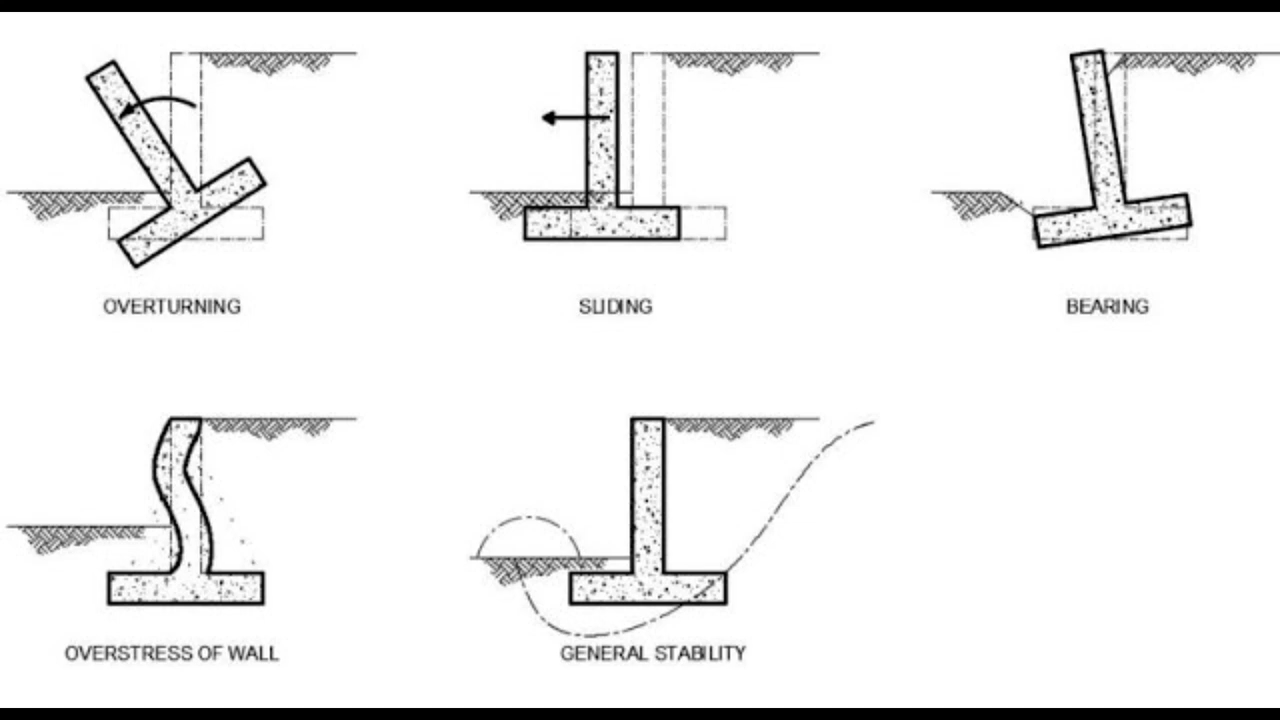 OVERTURNING
SLIDING
BEARING
OVERSTRESS OF WALL
GENERAL STABILITY